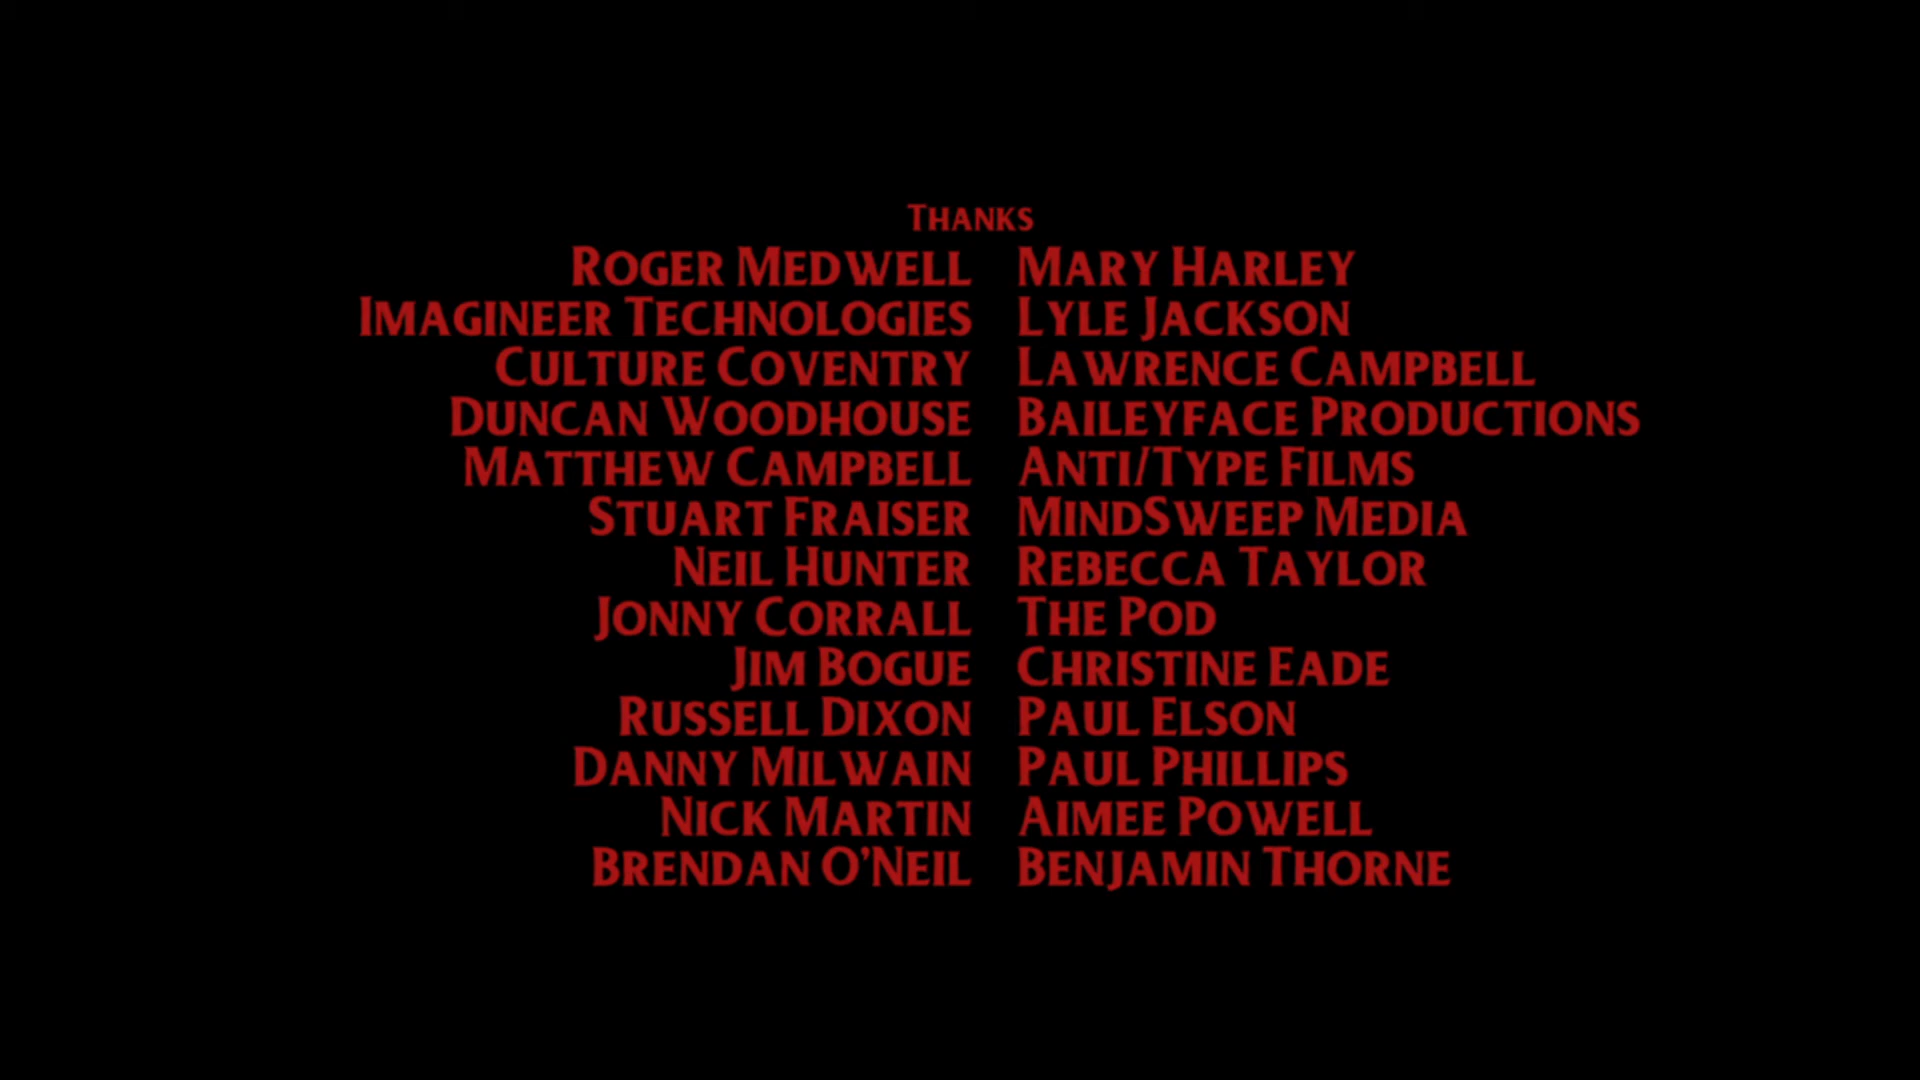 Thanks
Roger Medwell Mary Harley
Imagineer Technologies Lyle Jackson
Culture Coventry Lawrence Campbell
Duncan Woodhouse Baileyface Productions
Matthew Campbell Anti/Type Films
Stuart Fraiser MindSweep Media
Neil Hunter Rebecca Taylor
Jonny Corrall The Pod
Jim Bogue Christine Eade
Russell Dixon Paul Elson
Danny Milwain Paul Phillips
Nick Martin Aimee Powell
Brendan O'Neil Benjamin Thorne